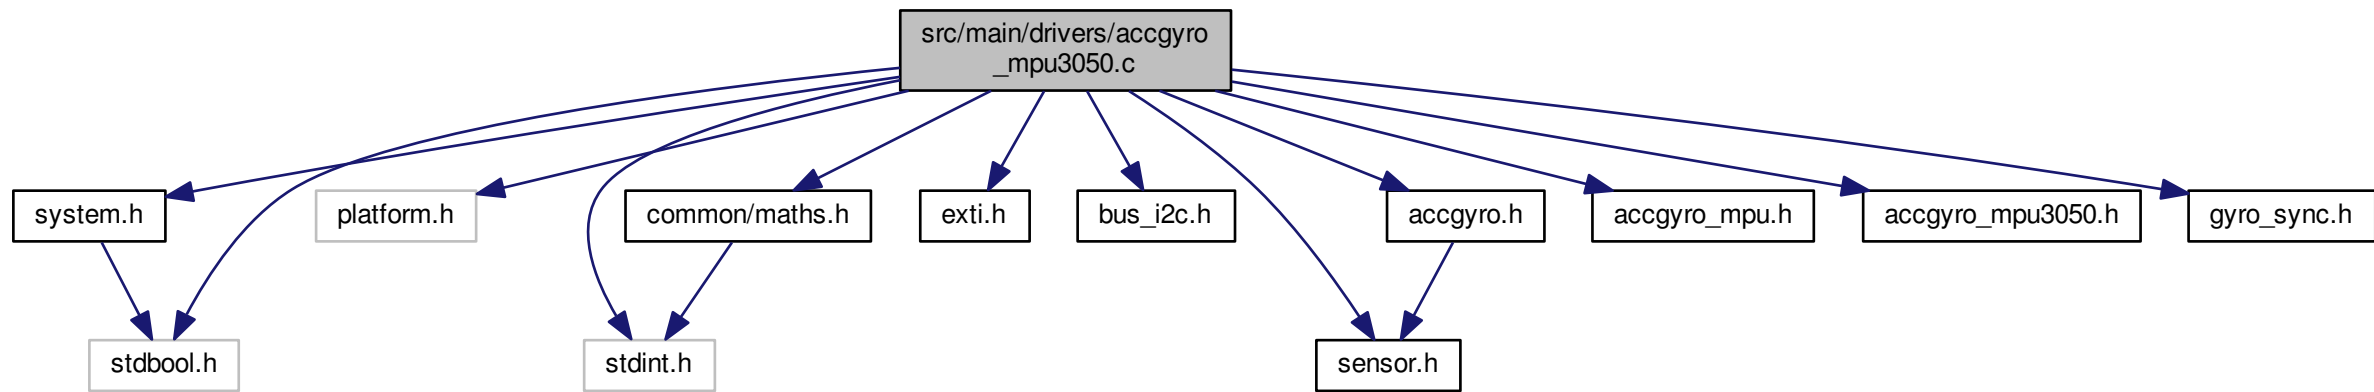 src/main/drivers/accgyro
_mpu3050.c
system.h
platform.h
common/maths.h
exti.h
bus_i2c.h
accgyro.h
accgyro_mpu.h
accgyro_mpu3050.h
gyro_sync.h
stdbool.h
stdint.h
sensor.h